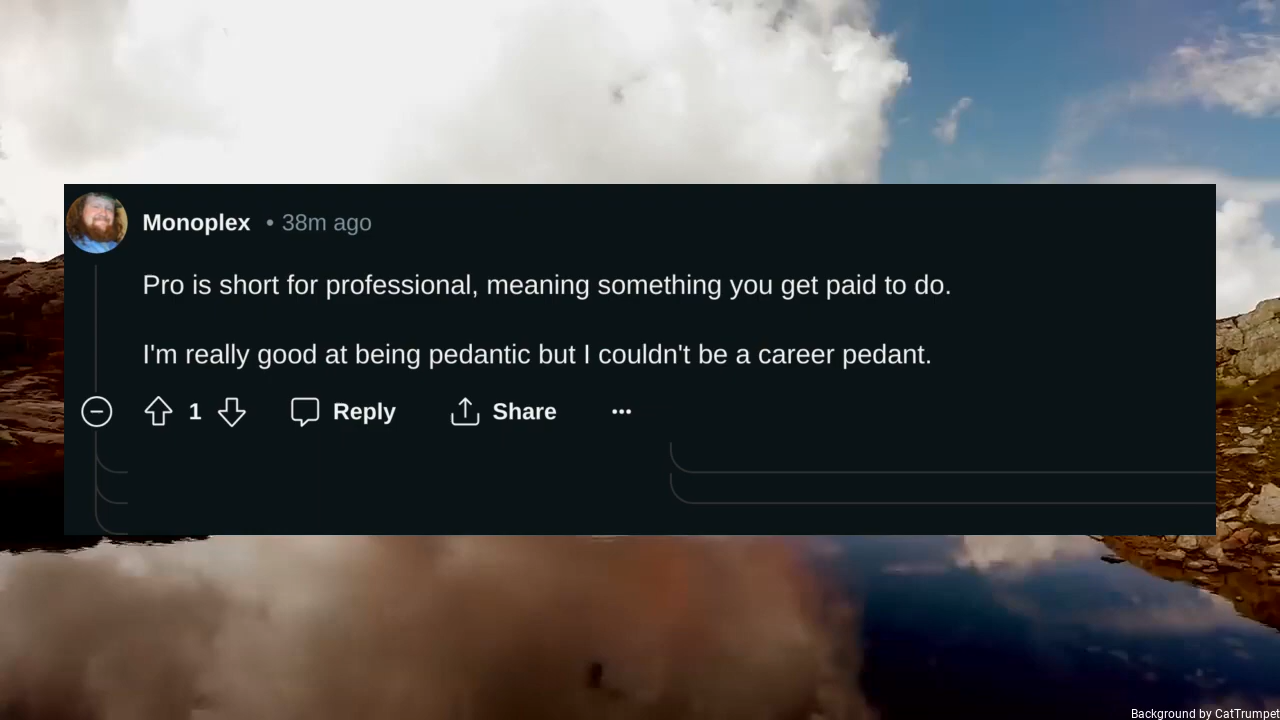 Monoplex • 38m ago
Pro is short for professional, meaning something you get paid to do.
I'm really good at being pedantic but I couldn't be a career pedant.
1 Reply Share ...
Background by CatTrumpet